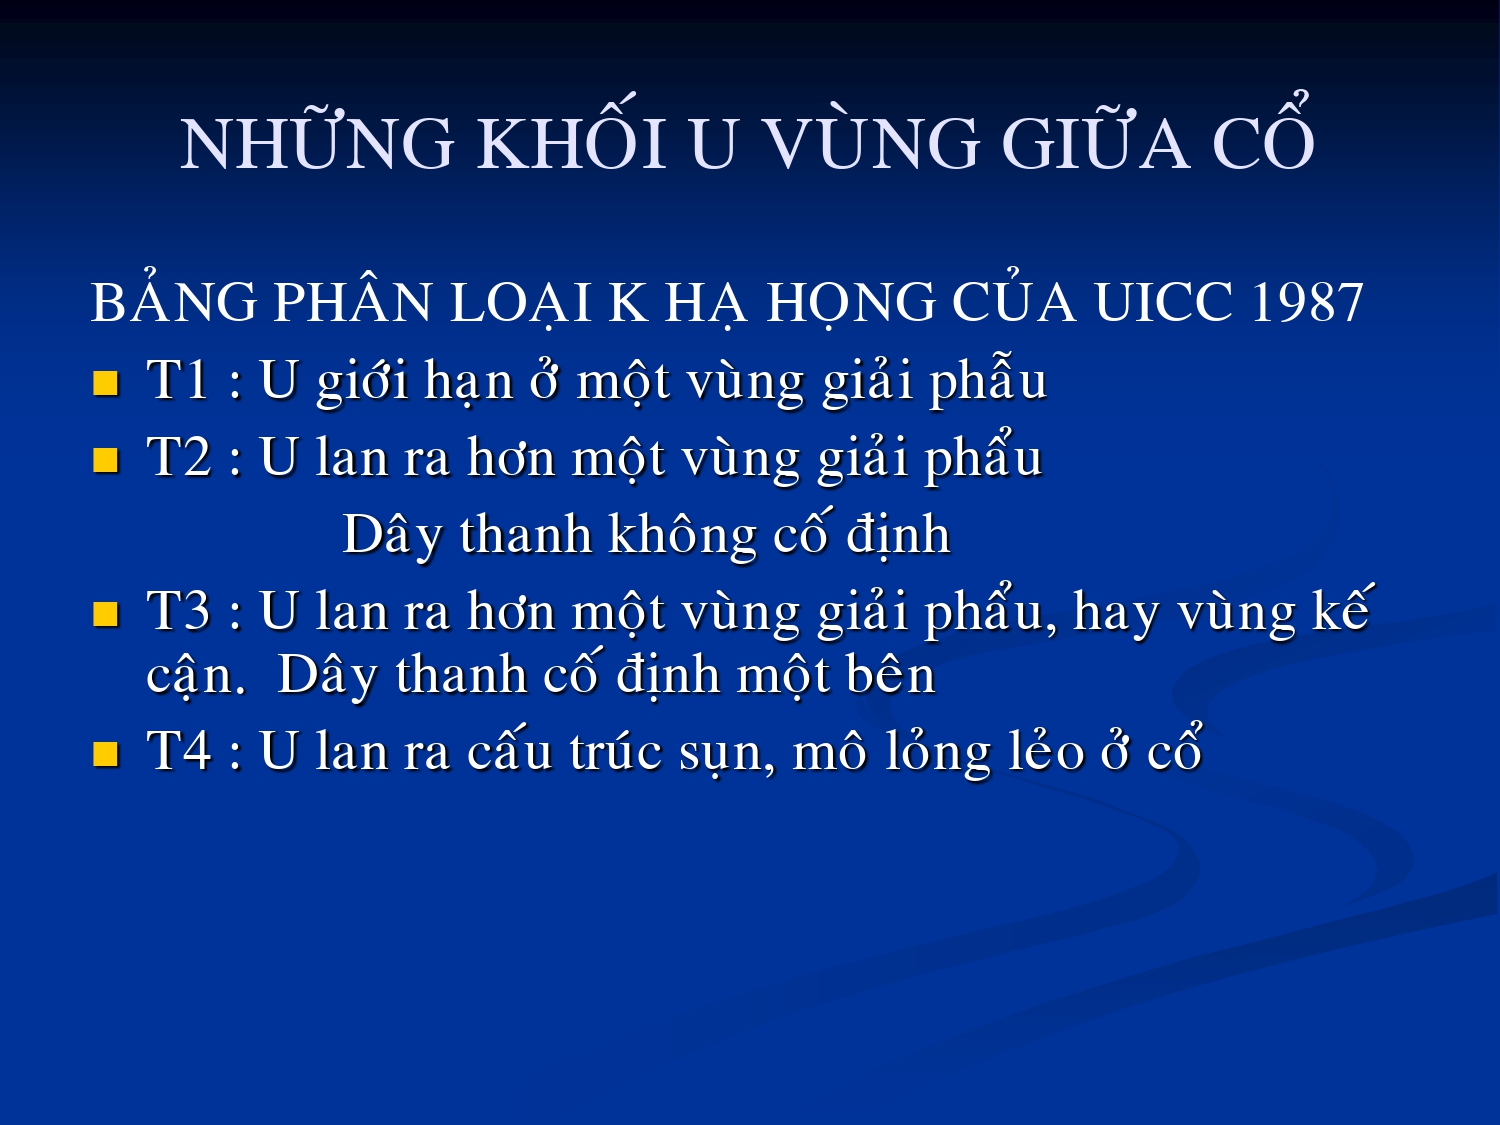 NHỮNG KHỐI U VÙNG GIỮA CỔ
BẢNG PHÂN LOẠI K HẠ HỌNG CỦA UICC 1987
T1 : U giới hạn ở một vùng giải phẫu
T2 : U lan ra hơn một vùng giải phẩu
Dây thanh không cố định
T3 : U lan ra hơn một vùng giải phẩu, hay vùng kế
cận. Dây thanh cố định một bên
T4 : U lan ra cấu trúc sụn, mô lỏng lẻo ở cổ